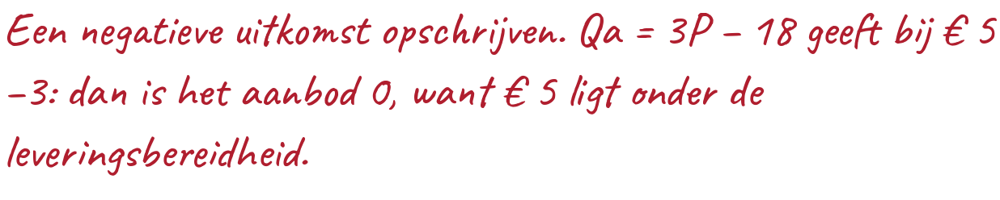 Een negatieve uitkomst opschrijven. Qa = 3P – 18 geeft bij € 5
–3: dan is het aanbod 0, want € 5 ligt onder de
leveringsbereidheid.